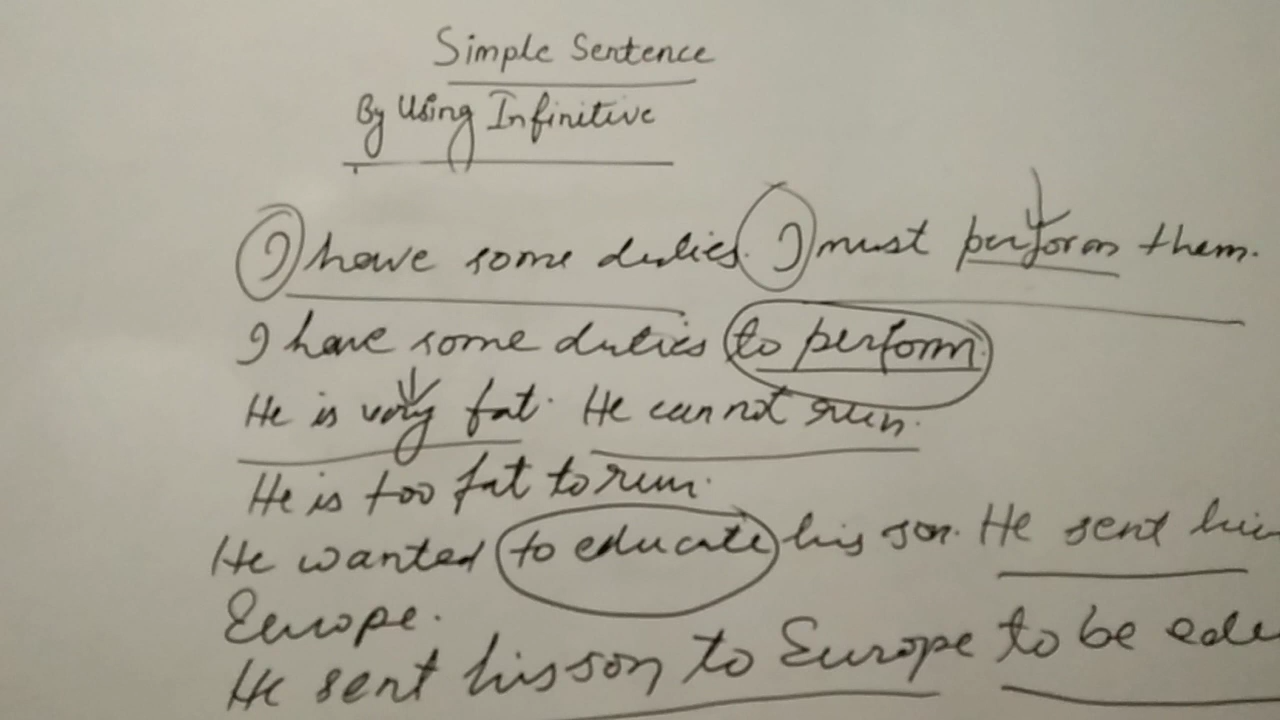 Simple Sentence
By Using Infinitive
I have some duties. I must perform them.
I have some duties to perform.
He is very fat. He cannot run.
He is too fat to run.
He wanted to educate his son. He sent
Europe.
He sent his son to Europe to be